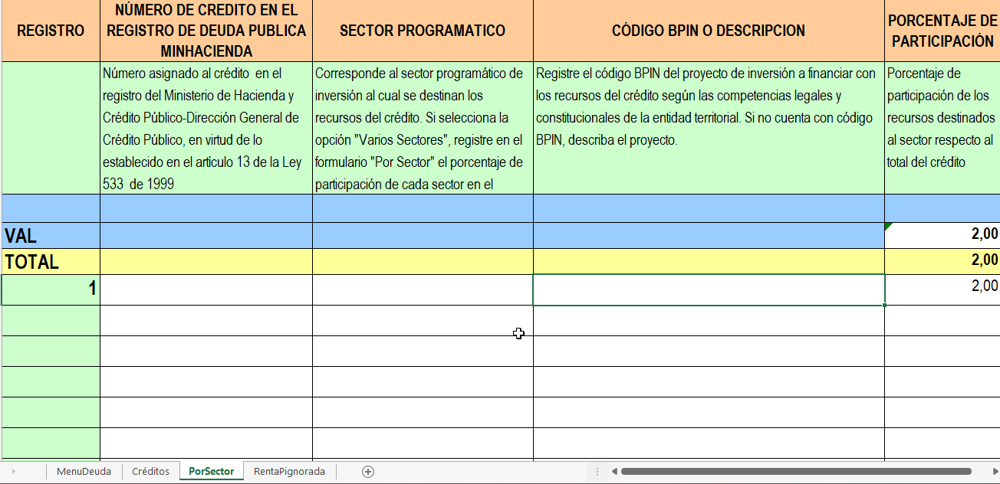 REGISTRO
NÚMERO DE CREDITO EN EL
REGISTRO DE DEUDA PUBLICA
MINHACIENDA
SECTOR PROGRAMATICO
CÓDIGO BPIN O DESCRIPCION
PORCENTAJE DE
PARTICIPACIÓN
Número asignado al crédito en el
registro del Ministerio de Hacienda y
Crédito Público-Dirección General de
Crédito Público, en virtud de lo
establecido en el artículo 13 de la Ley
533 de 1999
Corresponde al sector programático de
inversión al cual se destinan los
recursos del crédito. Si selecciona la
opción "Varios Sectores", registre en el
formulario "Por Sector" el porcentaje de
participación de cada sector en el
Registre el código BPIN del proyecto de inversión a financiar con
los recursos del crédito según las competencias legales y
constitucionales de la entidad territorial. Si no cuenta con código
BPIN, describa el proyecto.
Porcentaje de
participación de los
recursos destinados
al sector respecto al
total del crédito
VAL
2,00
TOTAL
2,00
1
2,00
MenuDeuda
Créditos
PorSector
RentaPignorada